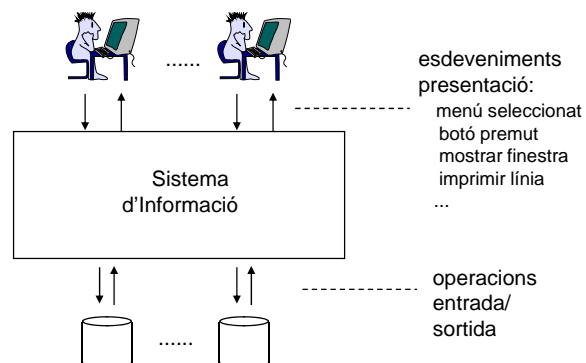 ......
esdeveniments
presentació:
menú seleccionat
botó premut
mostrar finestra
imprimir línia
...
Sistema
d'Informació
operacions
entrada/
sortida
......